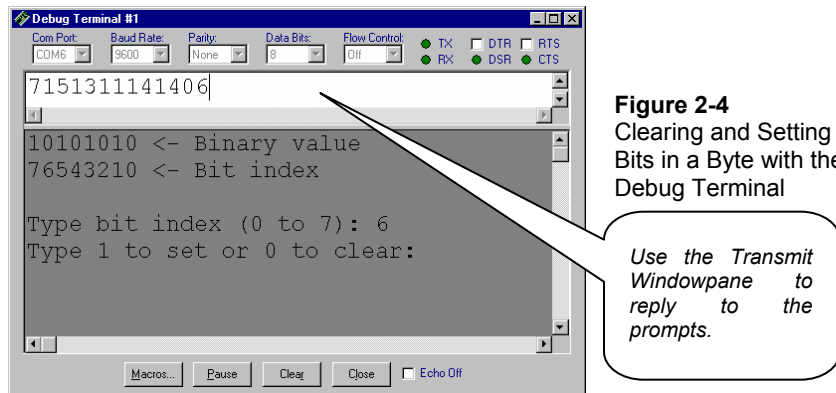 Debug Terminal #1
Com Port: Baud Rate: Parity: Data Bits: Flow Control:
COM6 9600 None 8 Off
TX DTR RTS
RX DSR CTS
7151311141406
10101010 <- Binary value
76543210 <- Bit index
Type bit index (0 to 7): 6
Type 1 to set or 0 to clear:
Macros... Pause Clear Close Echo Off
Figure 2-4
Clearing and Setting
Bits in a Byte with the
Debug Terminal
Use the Transmit
Windowpane to
reply to the
prompts.